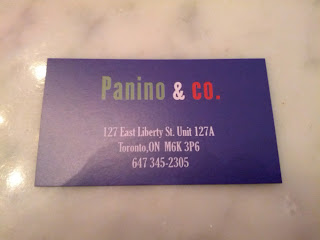 Panino & co.
127 East Liberty St. Unit 127A
Toronto,ON M6K 3P6
647 345-2305